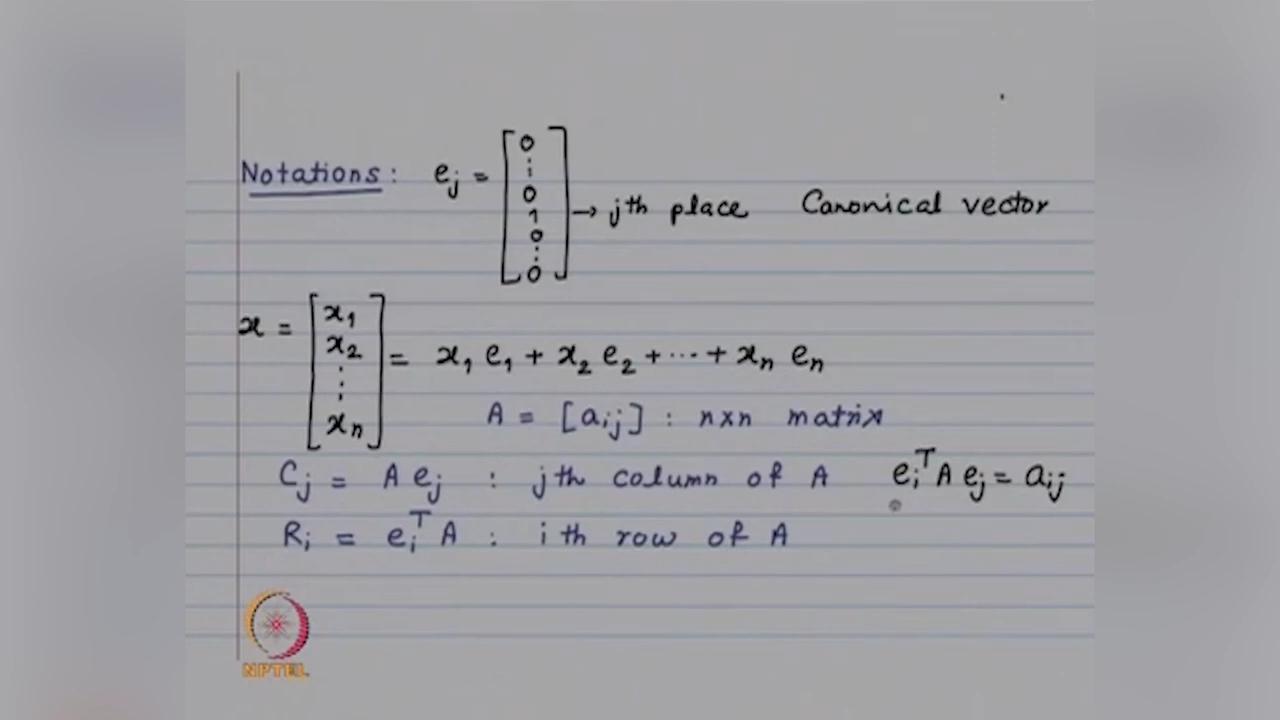 Notations: e_j = [0 ⋮ 0 1 0 ⋮ 0] → jth place Canonical vector
x = [x_1 x_2 ⋮ x_n] = x_1 e_1 + x_2 e_2 + ⋯ + x_n e_n
A = [a_ij] : n×n matrix
C_j = A e_j : jth column of A e_i^T A e_j = a_ij
R_i = e_i^T A : ith row of A
NPTEL